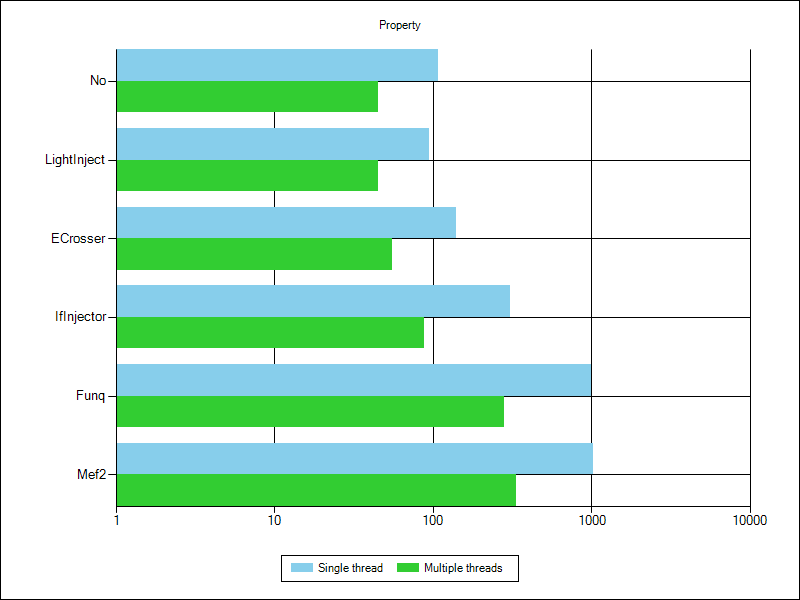 Property
No
LightInject
ECrosser
IfInjector
Funq
Mef2
1 10 100 1000 10000
Single thread Multiple threads